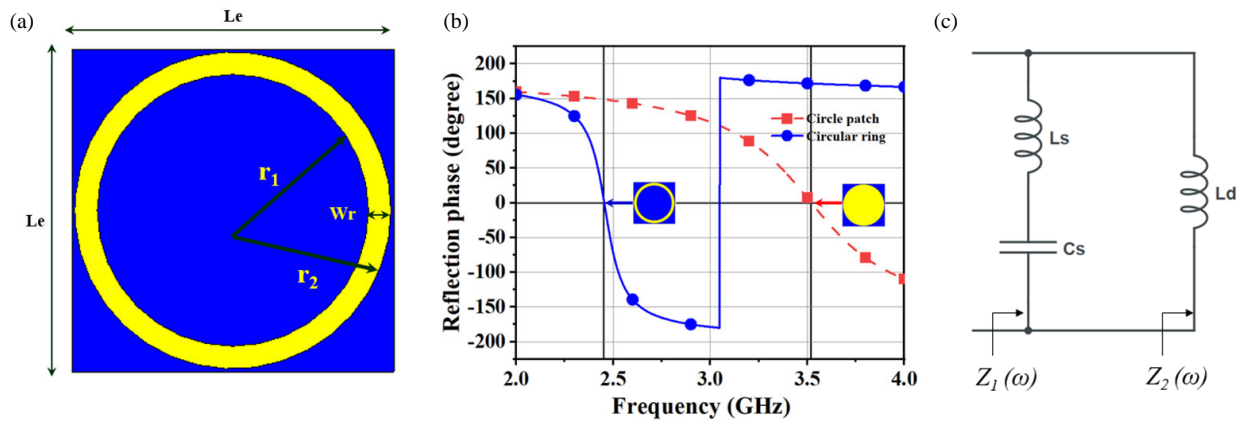 (a)
Le
Le
r1
Wr
r2
(b)
Reflection phase (degree)
200
150
100
50
0
-50
-100
-150
-200
Circle patch
Circular ring
2.0 2.5 3.0 3.5 4.0
Frequency (GHz)
(c)
Ls
Cs
Ld
Z1 (ω)
Z2 (ω)